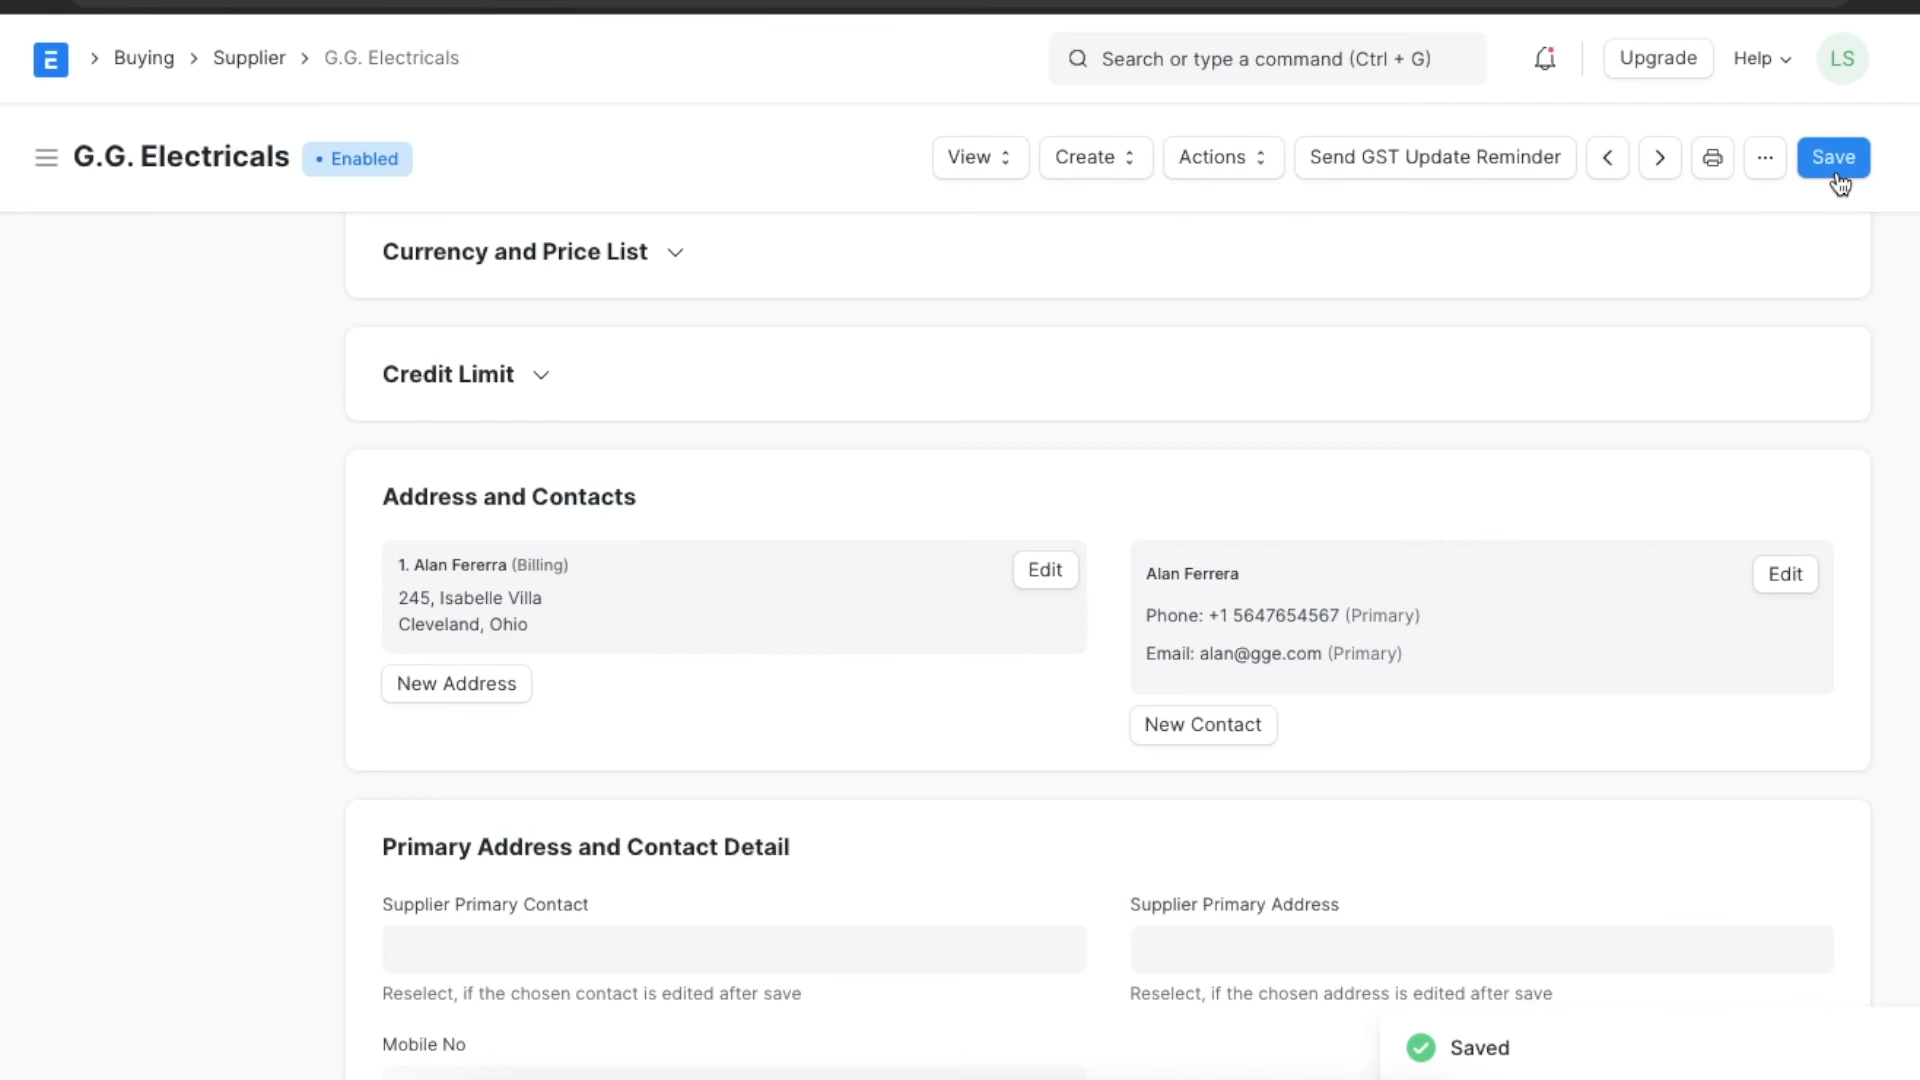 E
Buying
Supplier
G.G. Electricals
Search or type a command (Ctrl + G)
Upgrade
Help
LS
G.G. Electricals
Enabled
View
Create
Actions
Send GST Update Reminder
...
Save
Currency and Price List
Credit Limit
Address and Contacts
1. Alan Fererra (Billing)
245, Isabelle Villa
Cleveland, Ohio
Edit
New Address
Alan Ferrera
Phone: +1 5647654567 (Primary)
Email: alan@gge.com (Primary)
Edit
New Contact
Primary Address and Contact Detail
Supplier Primary Contact
Reselect, if the chosen contact is edited after save
Supplier Primary Address
Reselect, if the chosen address is edited after save
Mobile No
Saved